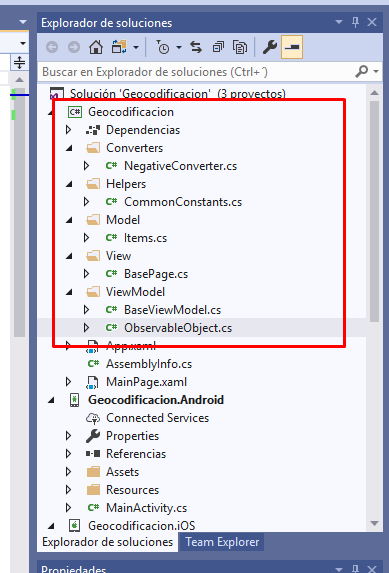 Explorador de soluciones
Buscar en Explorador de soluciones (Ctrl+´)
Solución 'Geocodificacion' (3 proyectos)
C# Geocodificacion
Dependencias
Converters
C# NegativeConverter.cs
Helpers
C# CommonConstants.cs
Model
C# Items.cs
View
C# BasePage.cs
ViewModel
C# BaseViewModel.cs
C# ObservableObject.cs
App.xaml
C# AssemblyInfo.cs
MainPage.xaml
Geocodificacion.Android
Connected Services
Properties
Referencias
Assets
Resources
C# MainActivity.cs
Geocodificacion.iOS
Explorador de soluciones Team Explorer
Propiedades